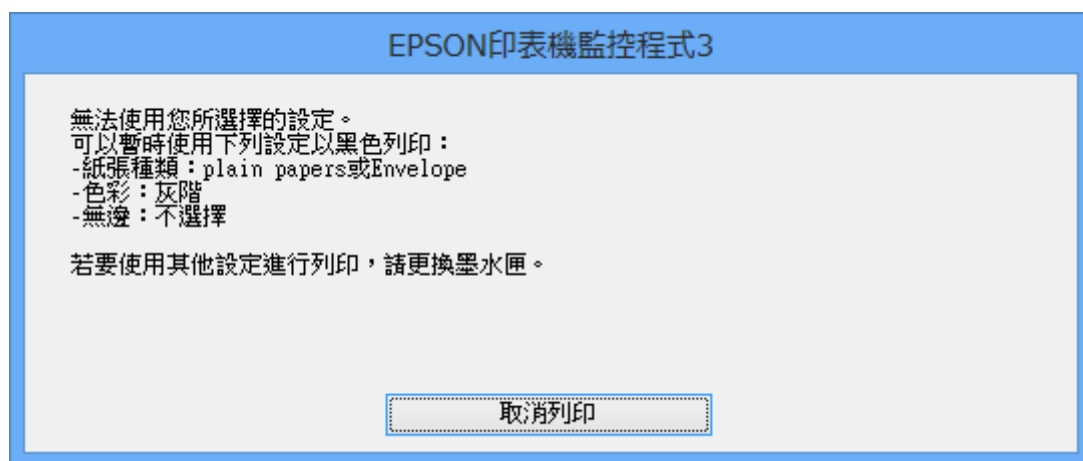 EPSON印表機監控程式3
無法使用您所選擇的設定。
可以暫時使用下列設定以黑色列印：
-紙張種類：plain papers或Envelope
-色彩：灰階
-無邊：不選擇
若要使用其他設定進行列印，請更換墨水匣。
取消列印